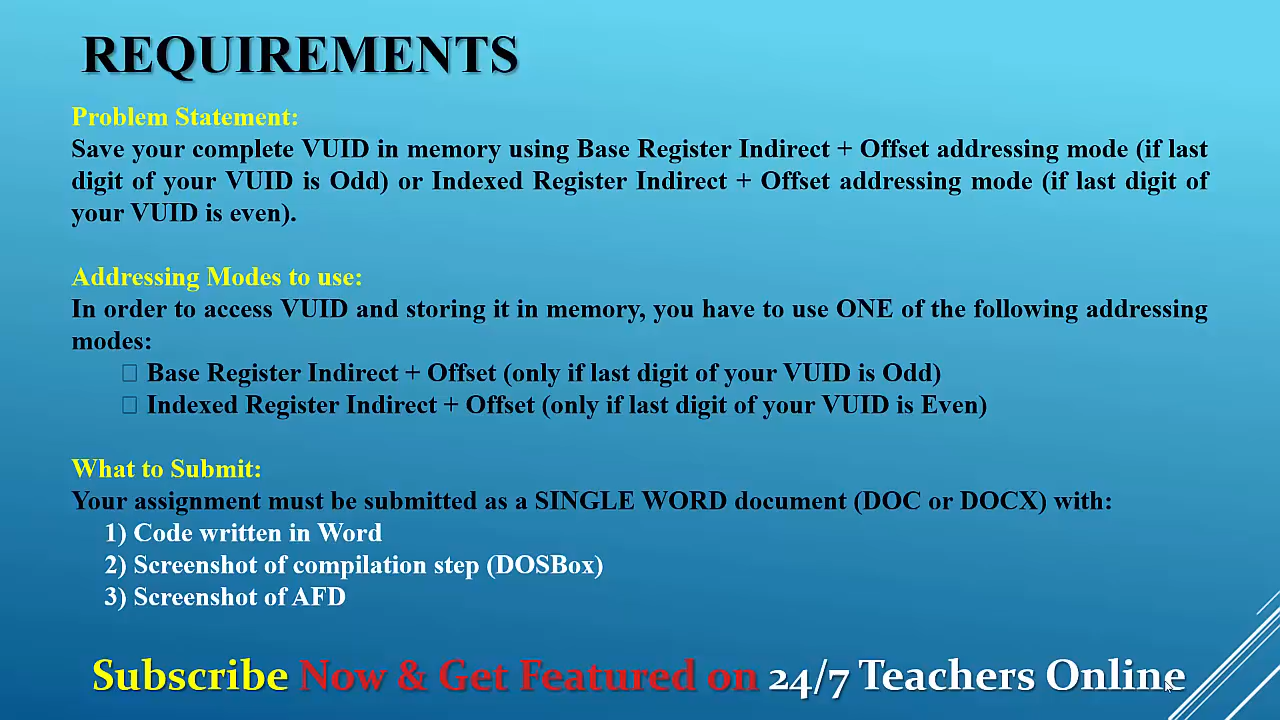 REQUIREMENTS
Problem Statement:
Save your complete VUID in memory using Base Register Indirect + Offset addressing mode (if last
digit of your VUID is Odd) or Indexed Register Indirect + Offset addressing mode (if last digit of
your VUID is even).
Addressing Modes to use:
In order to access VUID and storing it in memory, you have to use ONE of the following addressing
modes:
Base Register Indirect + Offset (only if last digit of your VUID is Odd)
Indexed Register Indirect + Offset (only if last digit of your VUID is Even)
What to Submit:
Your assignment must be submitted as a SINGLE WORD document (DOC or DOCX) with:
1) Code written in Word
2) Screenshot of compilation step (DOSBox)
3) Screenshot of AFD
Subscribe Now & Get Featured on 24/7 Teachers Online